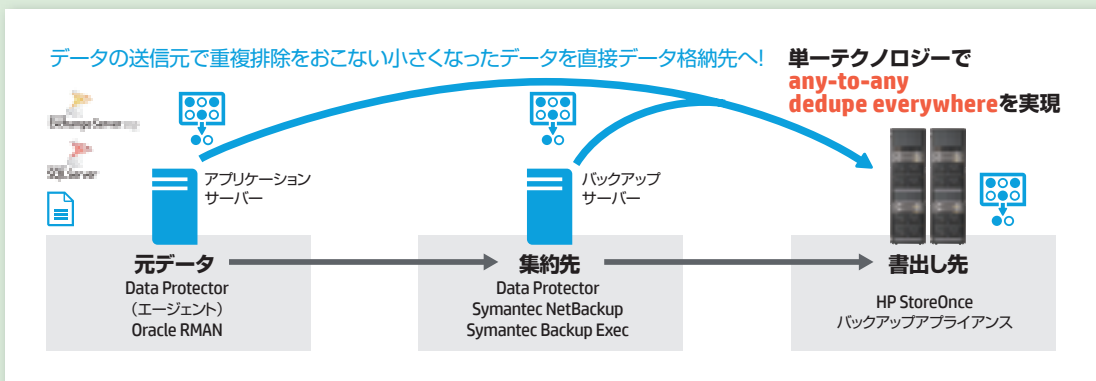 データの送信元で重複排除をおこない小さくなったデータを直接データ格納先へ!
単一テクノロジーで
any-to-any
dedupe everywhereを実現
Exchange Server
SQL Server
アプリケーション
サーバー
バックアップ
サーバー
元データ
Data Protector
（エージェント）
Oracle RMAN
集約先
Data Protector
Symantec NetBackup
Symantec Backup Exec
書出し先
HP StoreOnce
バックアップアプライアンス